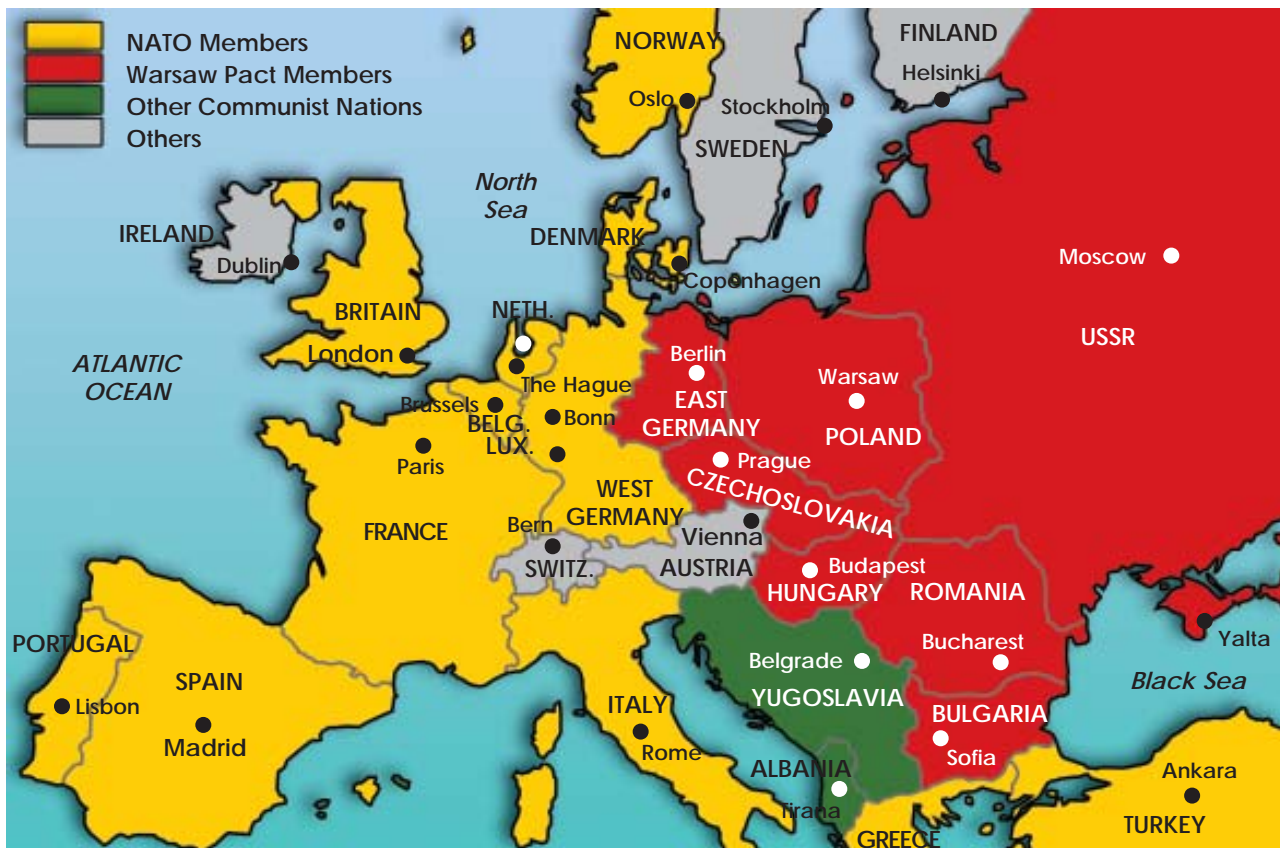 NATO Members
Warsaw Pact Members
Other Communist Nations
Others
NORWAY
Oslo
FINLAND
Helsinki
Stockholm
SWEDEN
North
Sea
IRELAND
Dublin
DENMARK
Copenhagen
Moscow
BRITAIN
London
NETH.
USSR
ATLANTIC
OCEAN
Berlin
EAST
GERMANY
Warsaw
POLAND
The Hague
Brussels
BELG.
Bonn
LUX.
Paris
Prague
CZECHOSLOVAKIA
WEST
GERMANY
FRANCE
Bern
SWITZ.
Vienna
AUSTRIA
Budapest
HUNGARY
ROMANIA
Bucharest
Yalta
PORTUGAL
Lisbon
SPAIN
Madrid
ITALY
Rome
Belgrade
YUGOSLAVIA
BULGARIA
Sofia
Black Sea
ALBANIA
Tirana
GREECE
Ankara
TURKEY